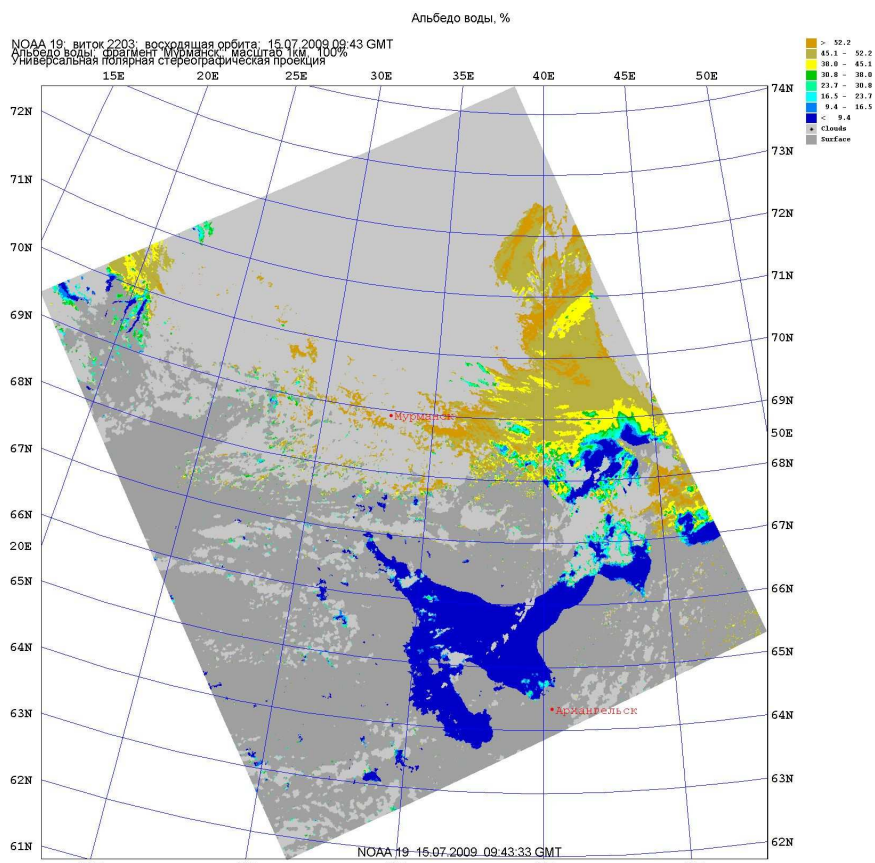 Альбедо воды, %
NOAA 19; виток 2203; восходящая орбита; 15.07.2009 09:43 GMT
Альбедо воды; фрагмент "Мурманск"; масштаб 1км, 100%
Универсальная полярная стереографическая проекция
15E 20E 25E 30E 35E 40E 45E 50E
> 52.2
45.1 - 52.2
38.0 - 45.1
30.8 - 38.0
23.7 - 30.8
16.5 - 23.7
9.4 - 16.5
< 9.4
Clouds
Surface
74N
72N
73N
71N
72N
70N
71N
69N
70N
68N
69N
Мурманск
50E
67N
68N
66N
67N
20E
65N
66N
64N
65N
63N
Архангельск
64N
62N
63N
61N
62N
NOAA 19 15.07.2009 09:43:33 GMT